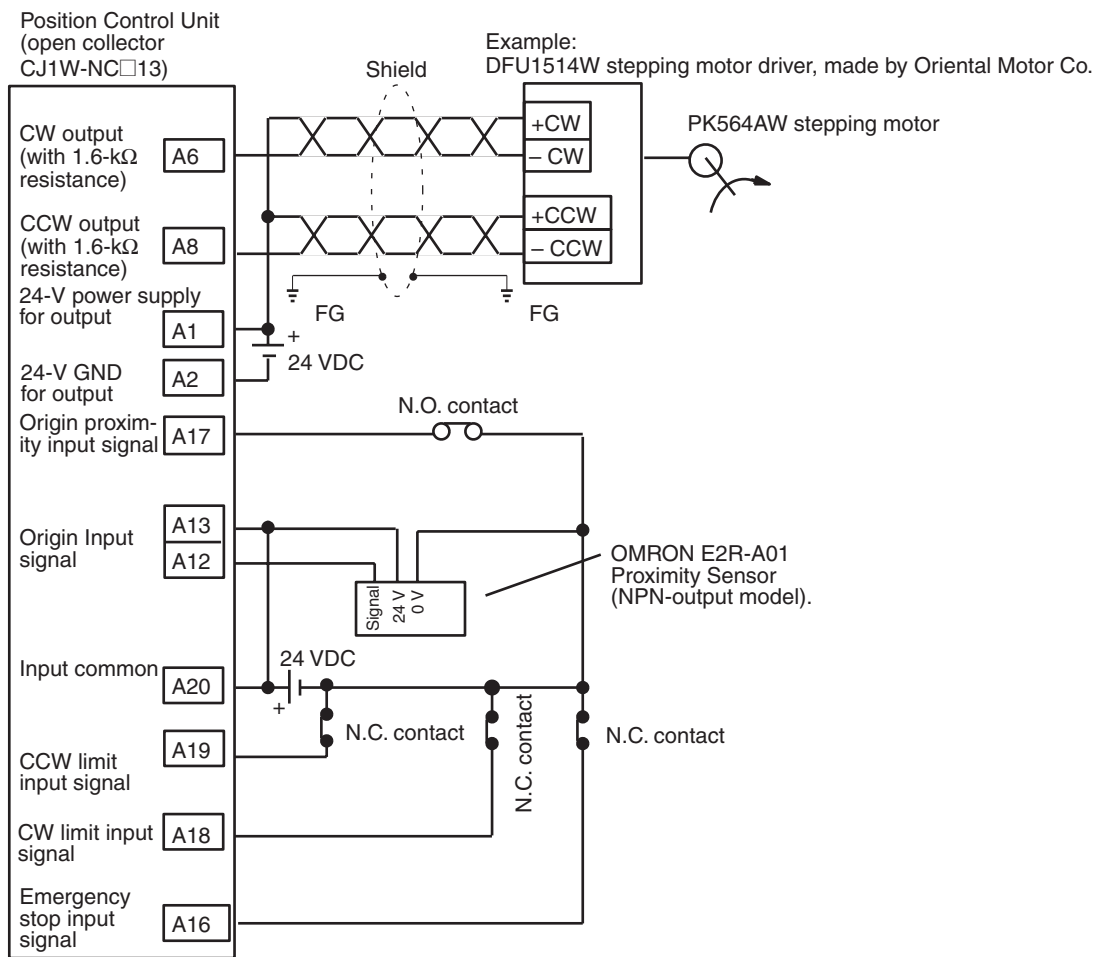 Position Control Unit
(open collector
CJ1W-NC□13)
Example:
DFU1514W stepping motor driver, made by Oriental Motor Co.
Shield
CW output
(with 1.6-kΩ
resistance)
A6
+CW
– CW
PK564AW stepping motor
CCW output
(with 1.6-kΩ
resistance)
A8
+CCW
– CCW
24-V power supply
for output
A1
FG
FG
+
24 VDC
24-V GND
for output
A2
Origin proxim-
ity input signal
A17
N.O. contact
Origin Input
signal
A13
A12
Signal
24 V
0 V
OMRON E2R-A01
Proximity Sensor
(NPN-output model).
Input common
A20
24 VDC
+
CCW limit
input signal
A19
N.C. contact
N.C. contact
N.C. contact
CW limit input
signal
A18
Emergency
stop input
signal
A16